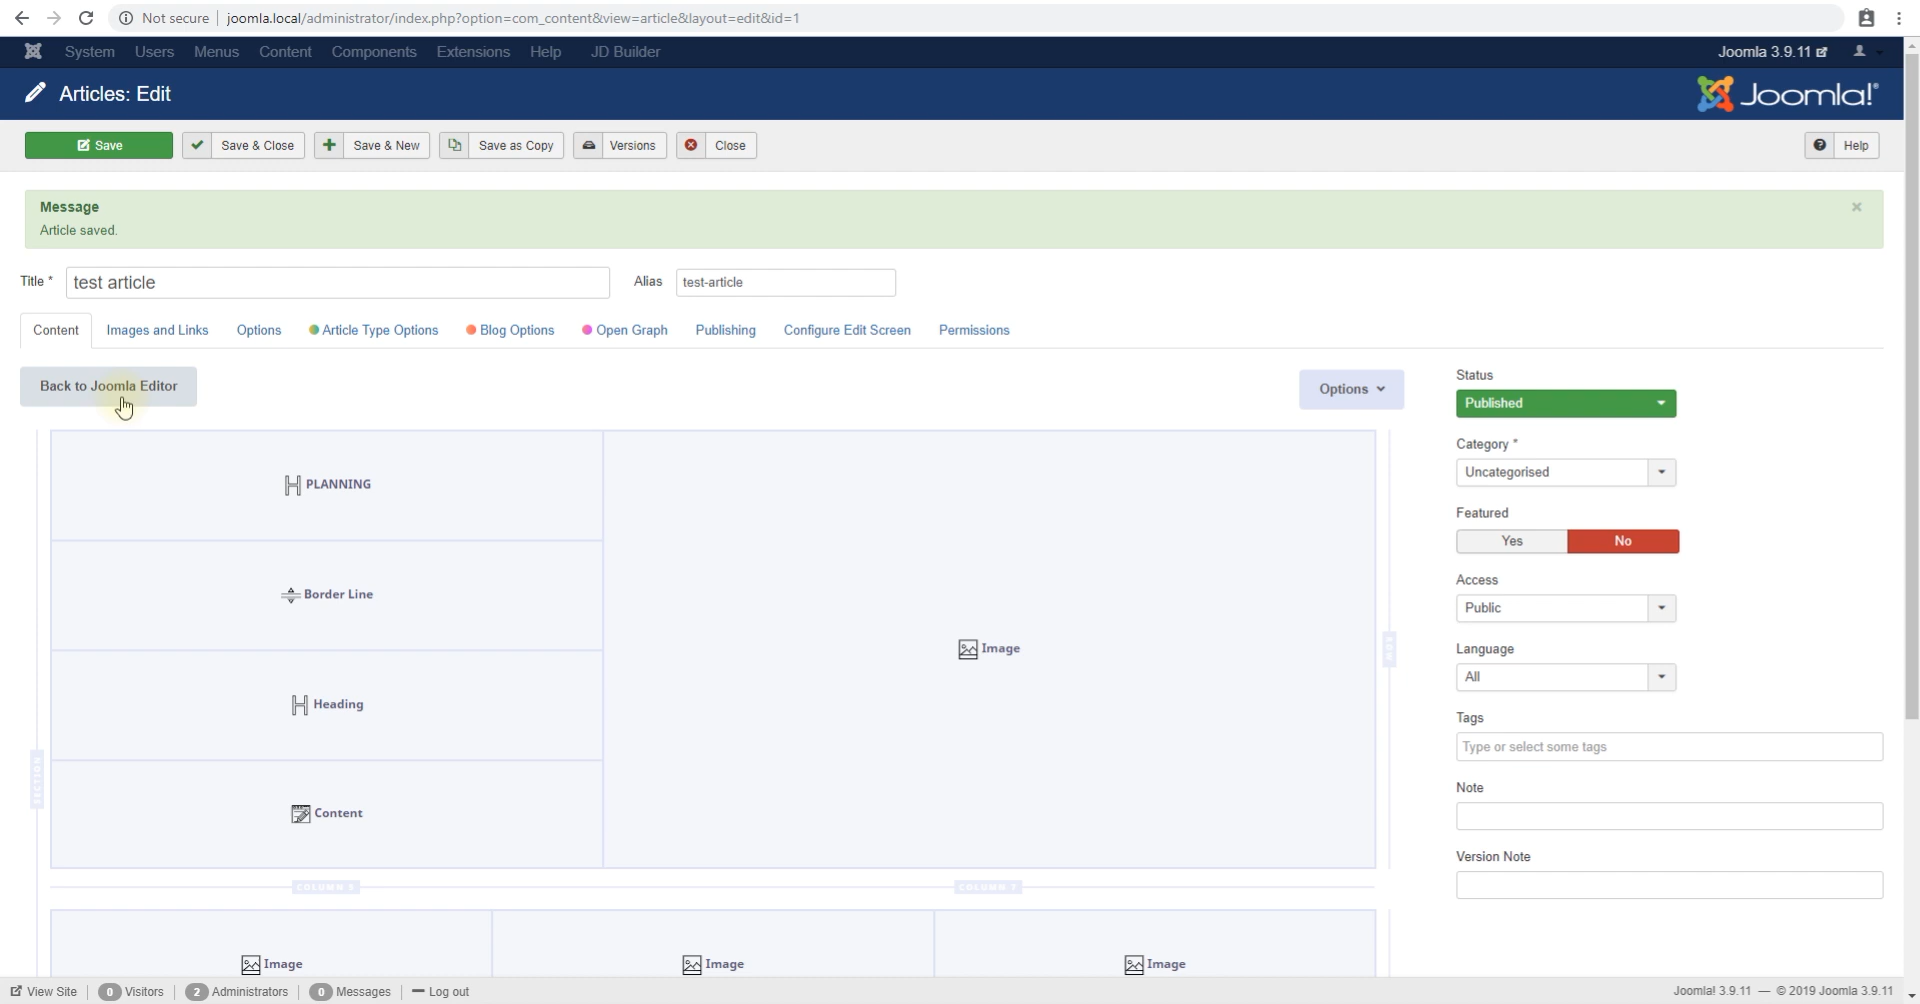 Not secure joomla.local/administrator/index.php?option=com_content&view=article&layout=edit&id=1
System Users Menus Content Components Extensions Help JD Builder Joomla 3.9.11
Articles: Edit Joomla!®
Save Save & Close Save & New Save as Copy Versions Close Help
Message
Article saved.
Title * test article Alias test-article
Content Images and Links Options Article Type Options Blog Options Open Graph Publishing Configure Edit Screen Permissions
Back to Joomla Editor Options
Status
Published
Category *
Uncategorised
Featured
Yes No
Access
Public
Language
All
Tags
Type or select some tags
Note
Version Note
PLANNING
Border Line
Heading
Content
Image
ROW
SECTION
COLUMN 5 COLUMN 7
Image Image Image
View Site 0 Visitors 2 Administrators 0 Messages Log out Joomla! 3.9.11 — © 2019 Joomla 3.9.11